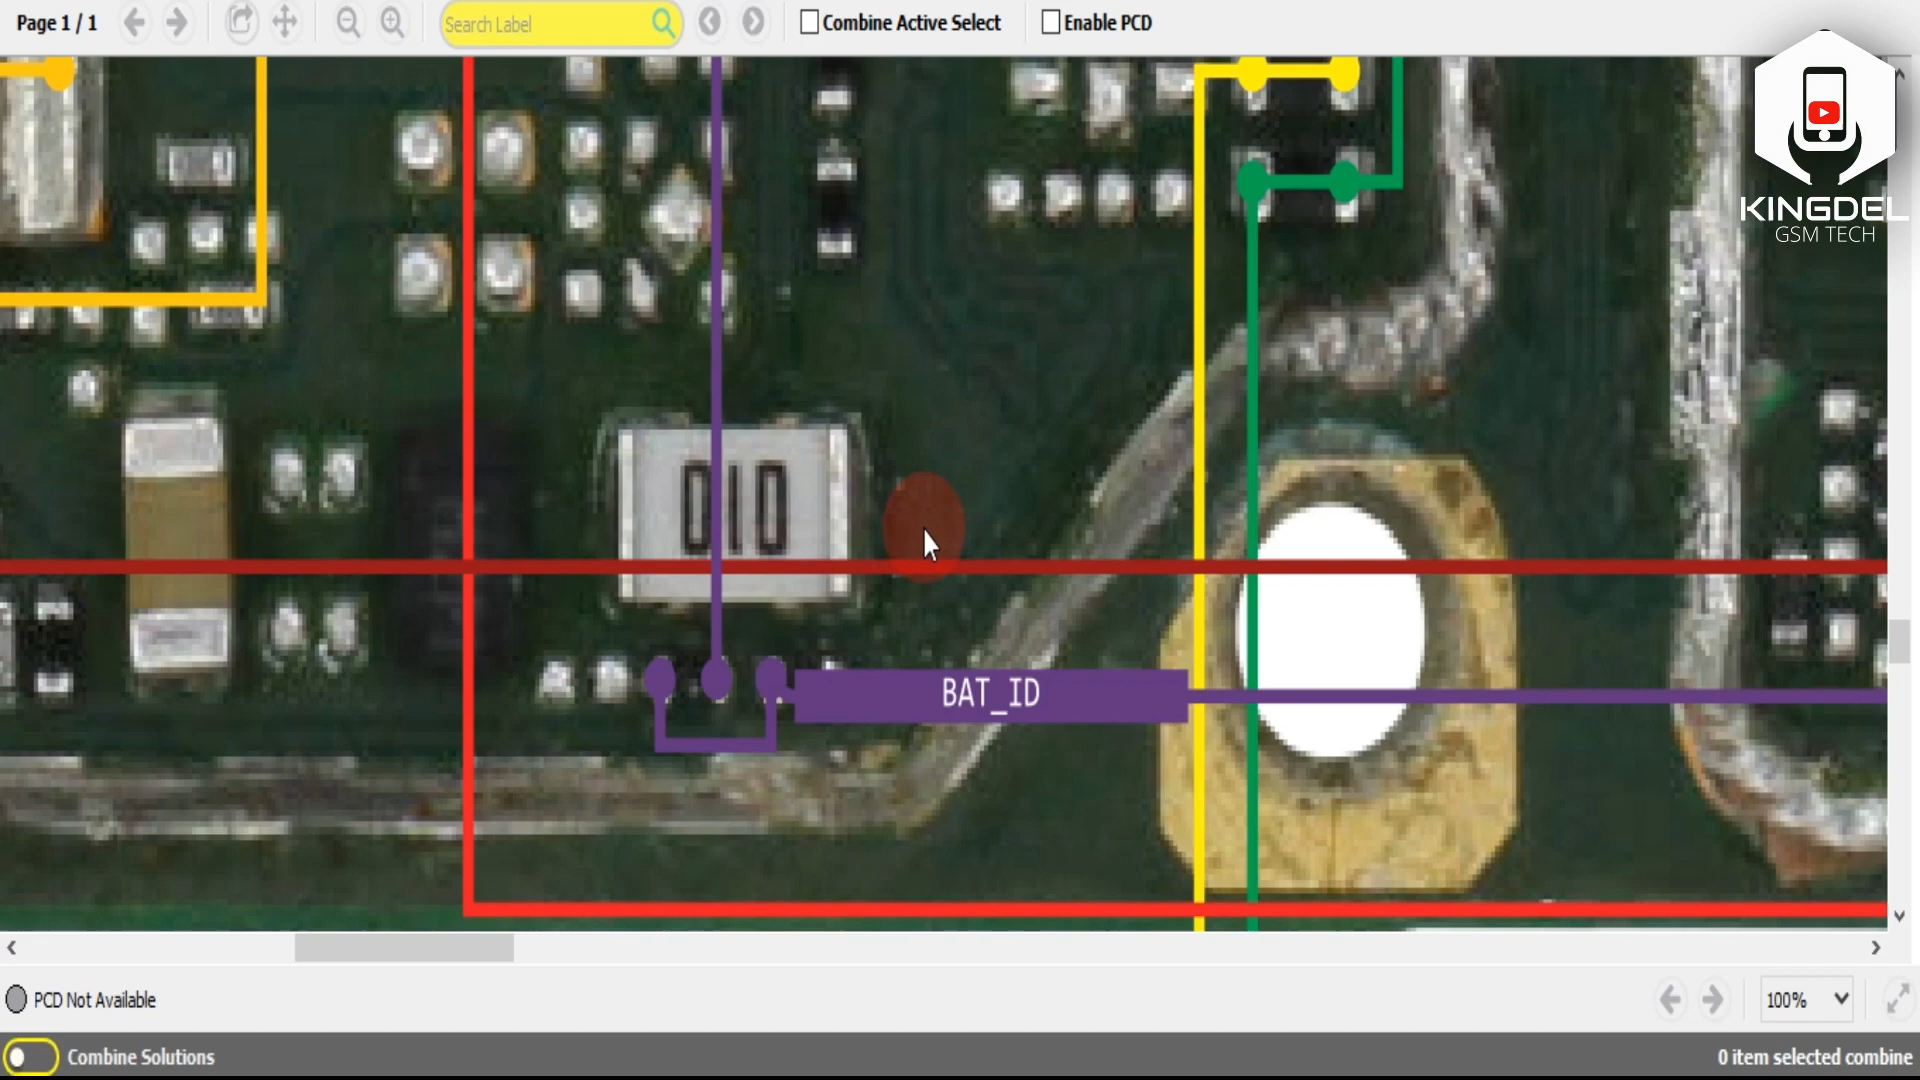 Page 1 / 1
Search Label
Combine Active Select
Enable PCD
KINGDEL
GSM TECH
010
BAT_ID
PCD Not Available
100%
Combine Solutions
0 item selected combine